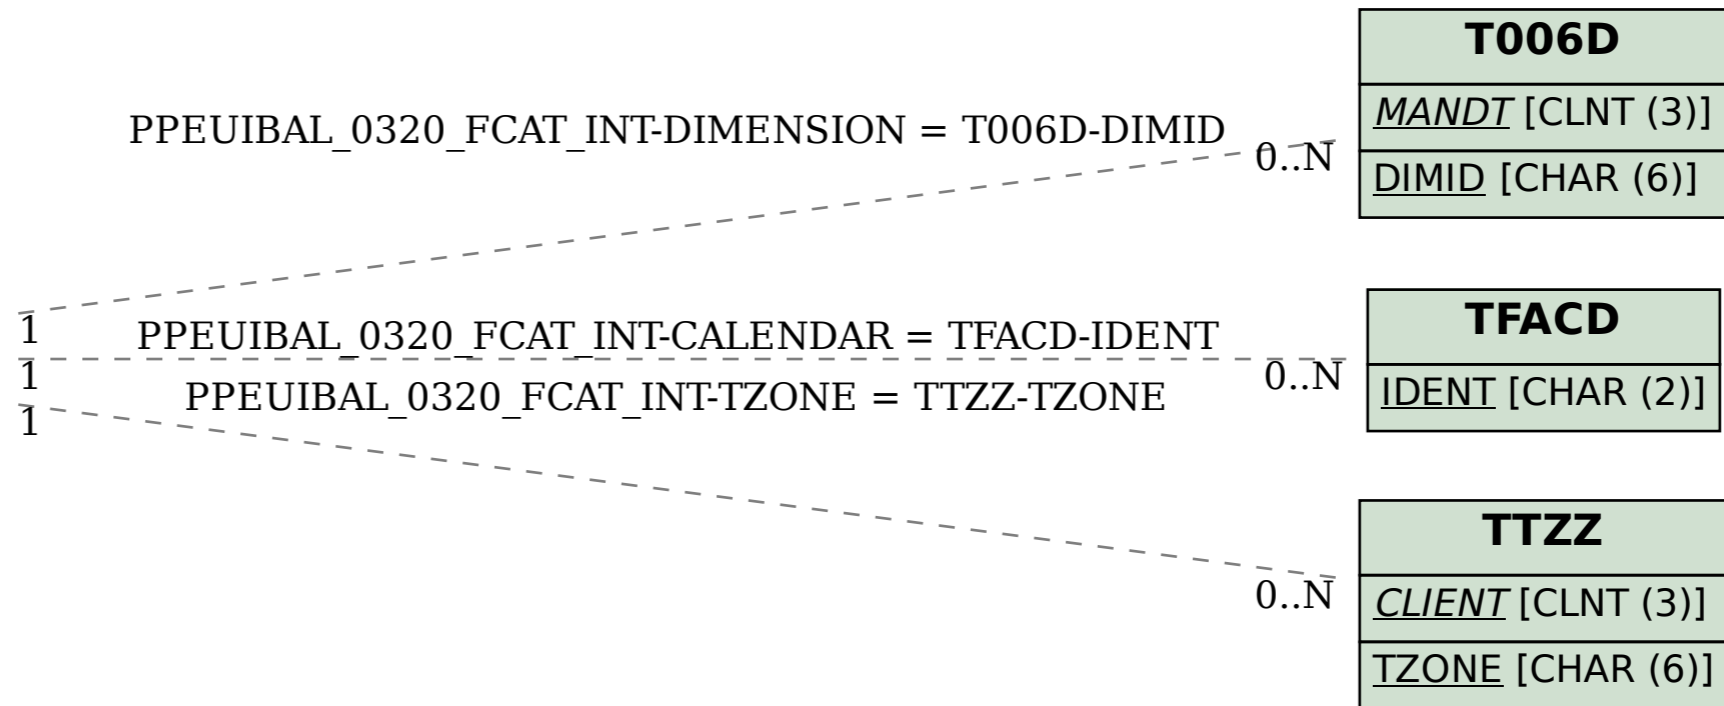 T006D
MANDT [CLNT (3)]
PPEUIBAL_0320_FCAT_INT-DIMENSION = T006D-DIMID
0..N
DIMID [CHAR (6)]
1
PPEUIBAL_0320_FCAT_INT-CALENDAR = TFACD-IDENT
TFACD
1
0..N
IDENT [CHAR (2)]
PPEUIBAL_0320_FCAT_INT-TZONE = TTZZ-TZONE
1
TTZZ
0..N
CLIENT [CLNT (3)]
TZONE [CHAR (6)]